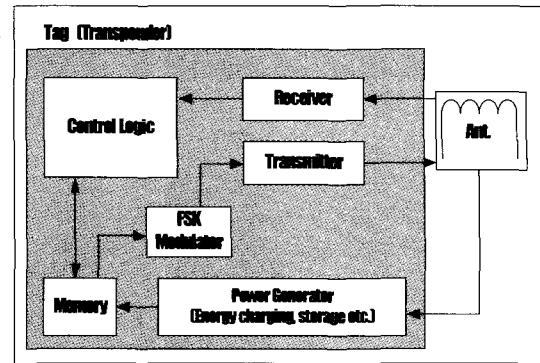 Tag (Transponder)
Receiver
Control Logic
Ant.
Transmitter
FSK
Modulator
Memory
Power Generator
(Energy charging, storage etc.)